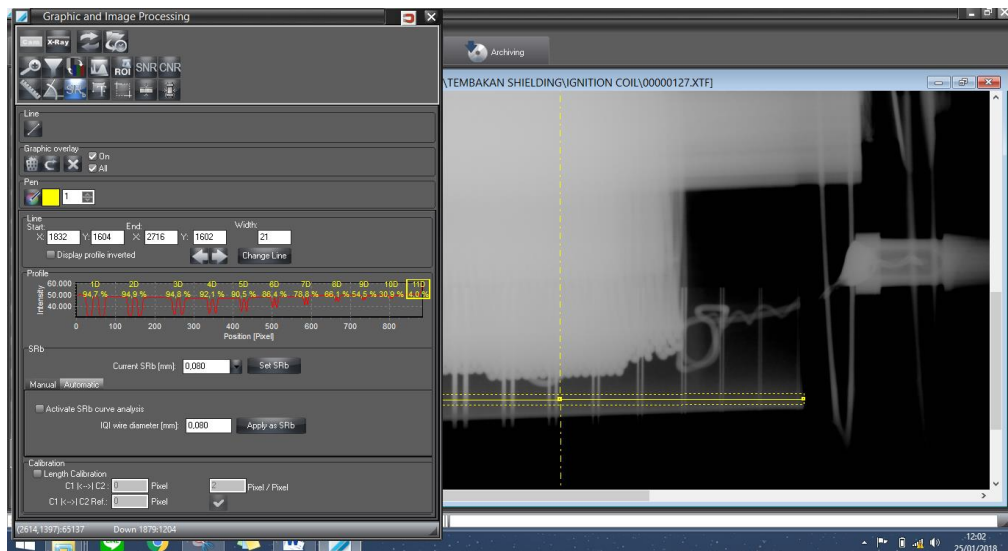 Graphic and Image Processing
Cam X-Ray
ROI SNR CNR
SRb
Line
Graphic overlay
On
All
Pen
1
Line
Start: End: Width:
X: 1832 Y: 1604 X: 2716 Y: 1602 21
Display profile inverted Change Line
Profile
Intensity
60.000
50.000
40.000
1D 2D 3D 4D 5D 6D 7D 8D 9D 10D 11D
94,7 % 94,9 % 94,8 % 92,1 % 90,5 % 86,4 % 78,8 % 66,1 % 54,5 % 30,9 % 4,0 %
0 100 200 300 400 500 600 700 800
Position [Pixel]
SRb
Current SRb [mm]: 0,080 Set SRb
Manual Automatic
Activate SRb curve analysis
IQI wire diameter [mm]: 0,080 Apply as SRb
Calibration
Length Calibration
C1 |<-->| C2 : 0 Pixel 2 Pixel / Pixel
C1 |<-->| C2 Ref.: 0 Pixel
(2614,1397):65137 Down 1879:1204
Archiving
\TEMBAKAN SHIELDING\IGNITION COIL\00000127.XTF]
12:02
25/01/2018